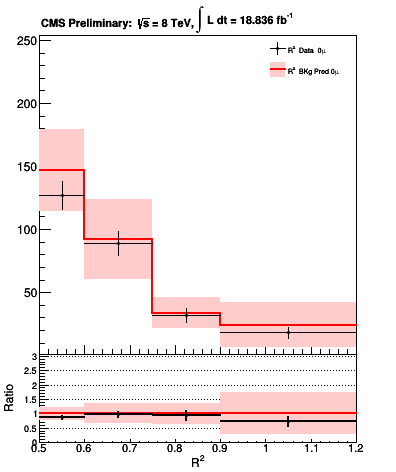 CMS Preliminary: √s = 8 TeV, ∫ L dt = 18.836 fb⁻¹
250
R² Data 0μ
R² BKg Pred 0μ
200
150
100
50
3
2.5
2
1.5
1
0.5
0
Ratio
0.5 0.6 0.7 0.8 0.9 1 1.1 1.2
R²